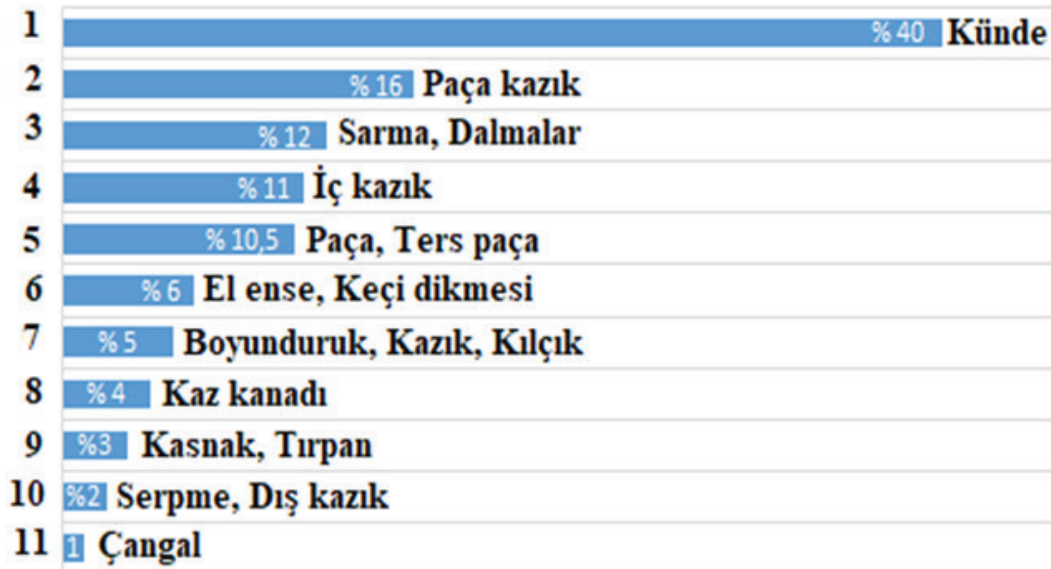 1 % 40 Künde
2 % 16 Paça kazık
3 % 12 Sarma, Dalmalar
4 % 11 İç kazık
5 % 10,5 Paça, Ters paça
6 % 6 El ense, Keçi dikmesi
7 % 5 Boyunduruk, Kazık, Kılçık
8 % 4 Kaz kanadı
9 %3 Kasnak, Tırpan
10 %2 Serpme, Dış kazık
11 1 Çangal